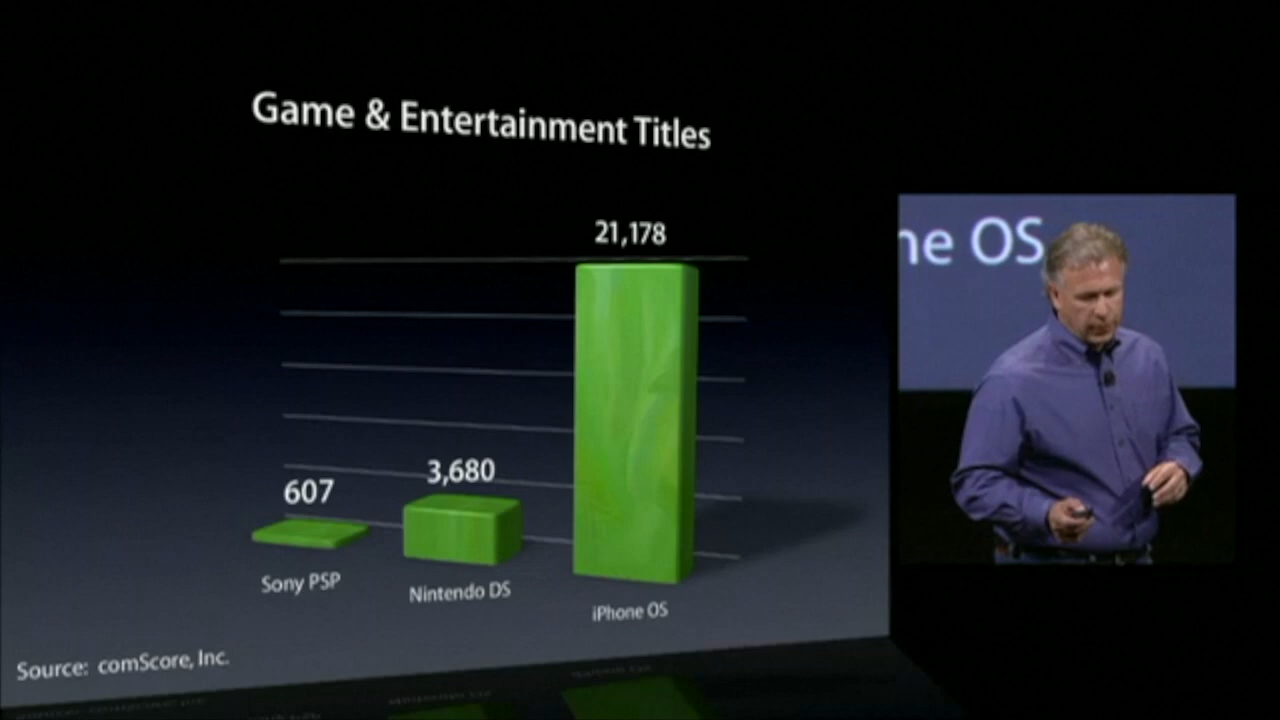 Game & Entertainment Titles
21,178
3,680
607
Sony PSP
Nintendo DS
iPhone OS
Source: comScore, Inc.
ne OS